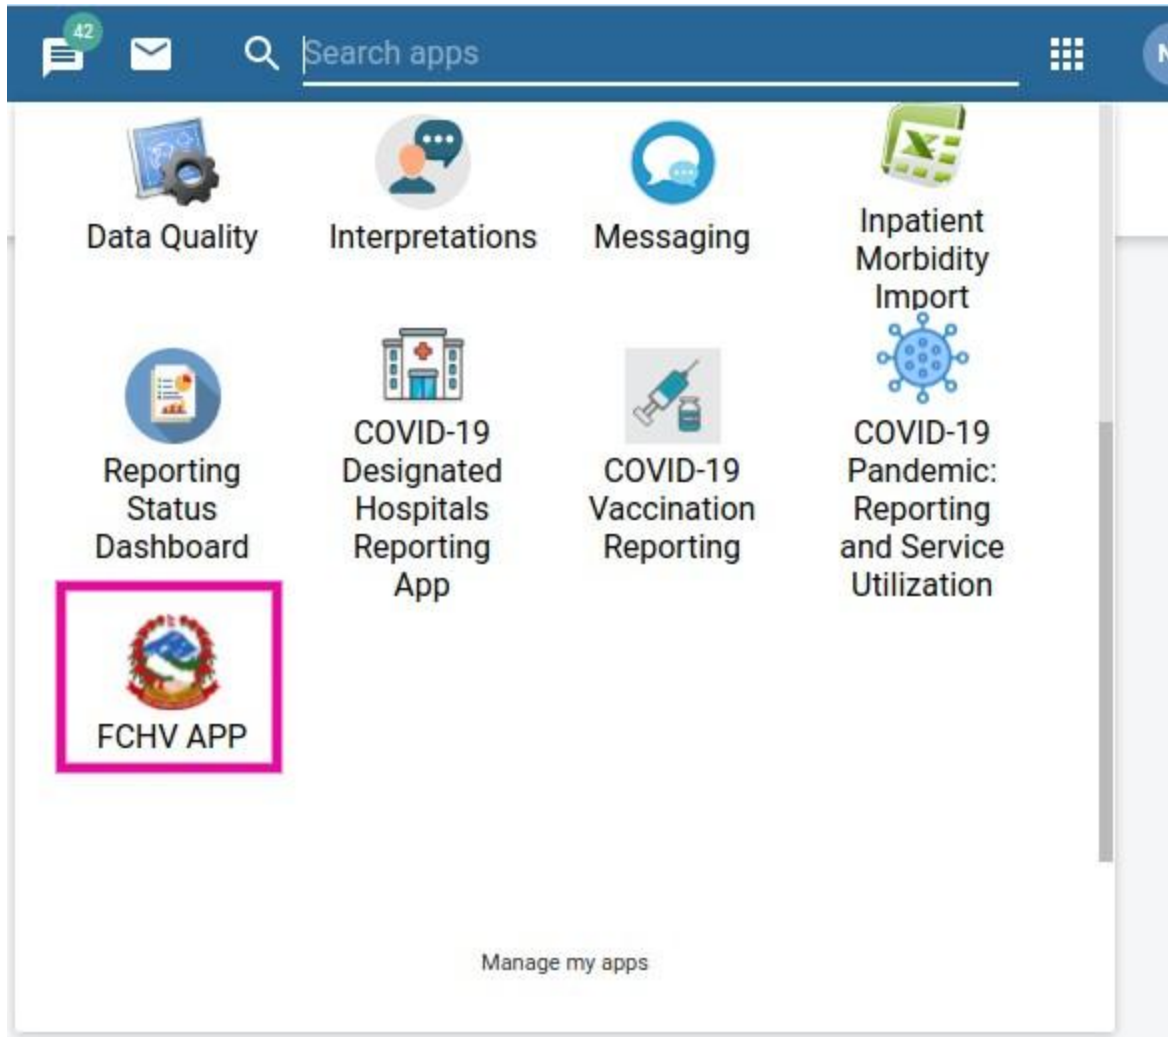 42
Search apps
N
Data Quality
Interpretations
Messaging
Inpatient
Morbidity
Import
Reporting
Status
Dashboard
COVID-19
Designated
Hospitals
Reporting
App
COVID-19
Vaccination
Reporting
COVID-19
Pandemic:
Reporting
and Service
Utilization
FCHV APP
Manage my apps